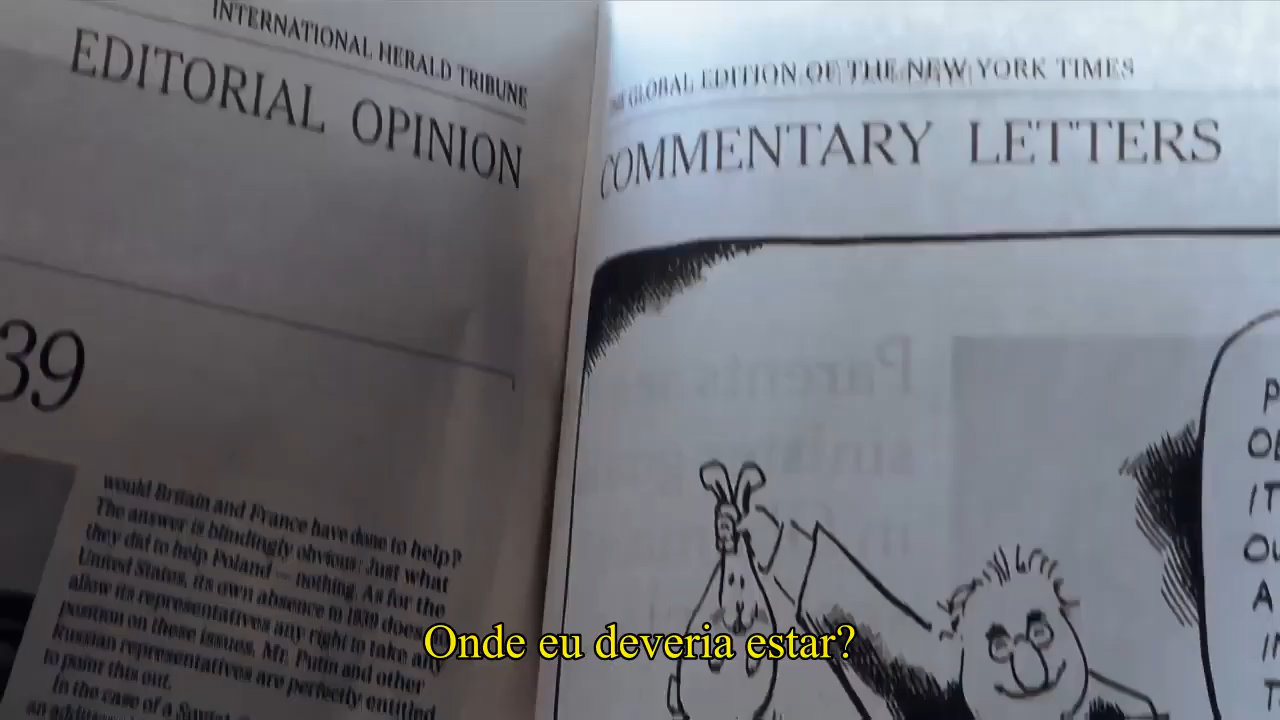 INTERNATIONAL HERALD TRIBUNE
EDITORIAL OPINION
39
would Britain and France have done to help?
The answer is blindingly obvious: Just what
they did to help Poland — nothing. As for the
United States, its own absence in 1939 does
allow its representatives any right to take any
position on these issues. Mr. Putin and other
Russian representatives are perfectly entitled
to point this out.
In the case of a Soviet
GLOBAL EDITION OF THE NEW YORK TIMES
COMMENTARY LETTERS
IT
A
Onde eu deveria estar?